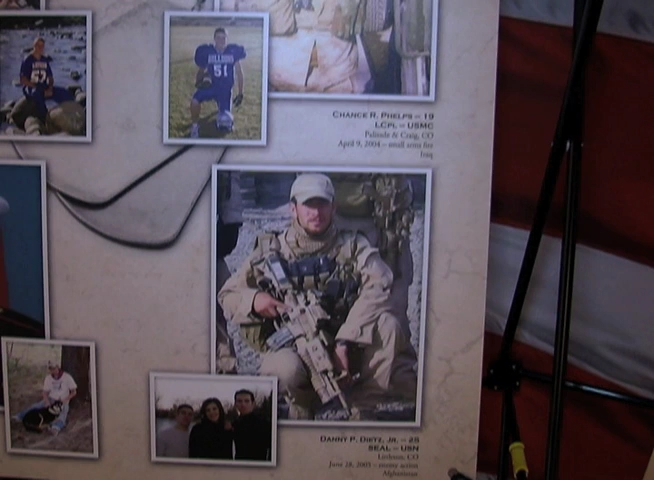 BULLDOGS
51
CHANCE R. PHELPS – 19
LCPL – USMC
Palisade & Craig, CO
April 9, 2004 – small arms fire
Iraq
DANNY P. DIETZ, JR. – 25
SEAL – USN
Littleton, CO
June 28, 2005 – enemy action
Afghanistan